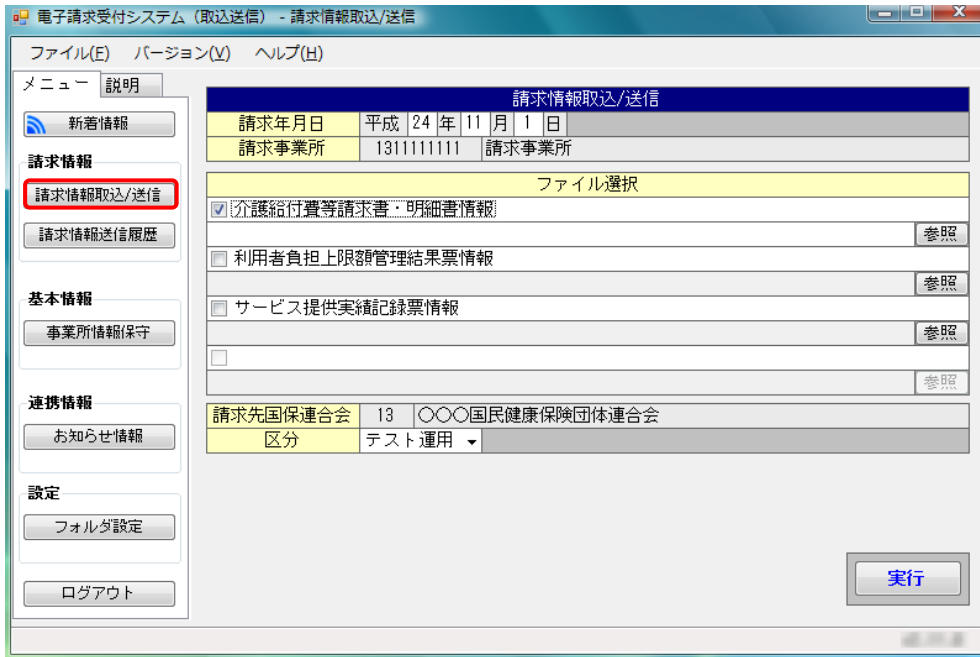 電子請求受付システム（取込送信） - 請求情報取込/送信
ファイル(F) バージョン(V) ヘルプ(H)
メニュー 説明
新着情報
請求情報
請求情報取込/送信
請求情報送信履歴
基本情報
事業所情報保守
連携情報
お知らせ情報
設定
フォルダ設定
ログアウト
請求情報取込/送信
請求年月日 平成 24 年 11 月 1 日
請求事業所 1311111111 請求事業所
ファイル選択
介護給付費等請求書・明細書情報
参照
利用者負担上限額管理結果票情報
参照
サービス提供実績記録票情報
参照
参照
請求先国保連合会 13 〇〇〇国民健康保険団体連合会
区分 テスト運用
実行